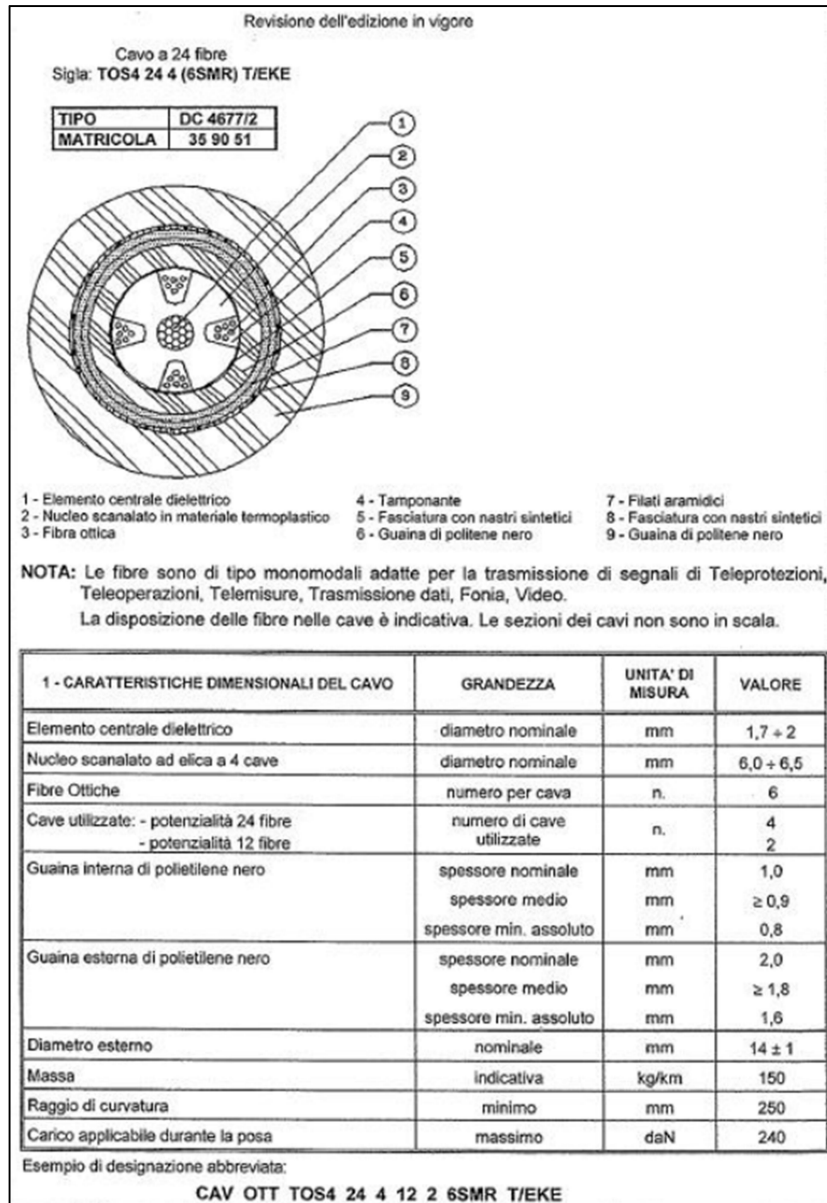 Revisione dell'edizione in vigore
Cavo a 24 fibre
Sigla: TOS4 24 4 (6SMR) T/EKE
TIPO DC 4677/2
MATRICOLA 35 90 51
1
2
3
4
5
6
7
8
9
1 - Elemento centrale dielettrico
2 - Nucleo scanalato in materiale termoplastico
3 - Fibra ottica
4 - Tamponante
5 - Fasciatura con nastri sintetici
6 - Guaina di politene nero
7 - Filati aramidici
8 - Fasciatura con nastri sintetici
9 - Guaina di politene nero
NOTA: Le fibre sono di tipo monomodali adatte per la trasmissione di segnali di Teleprotezioni,
Teleoperazioni, Telemisure, Trasmissione dati, Fonia, Video.
La disposizione delle fibre nelle cave è indicativa. Le sezioni dei cavi non sono in scala.
1 - CARATTERISTICHE DIMENSIONALI DEL CAVO GRANDEZZA UNITA' DI MISURA VALORE
Elemento centrale dielettrico diametro nominale mm 1,7 ÷ 2
Nucleo scanalato ad elica a 4 cave diametro nominale mm 6,0 ÷ 6,5
Fibre Ottiche numero per cava n. 6
Cave utilizzate: - potenzialità 24 fibre numero di cave utilizzate n. 4
- potenzialità 12 fibre 2
Guaina interna di polietilene nero spessore nominale mm 1,0
spessore medio mm ≥ 0,9
spessore min. assoluto mm 0,8
Guaina esterna di polietilene nero spessore nominale mm 2,0
spessore medio mm ≥ 1,8
spessore min. assoluto mm 1,6
Diametro esterno nominale mm 14 ± 1
Massa indicativa kg/km 150
Raggio di curvatura minimo mm 250
Carico applicabile durante la posa massimo daN 240
Esempio di designazione abbreviata:
CAV OTT TOS4 24 4 12 2 6SMR T/EKE